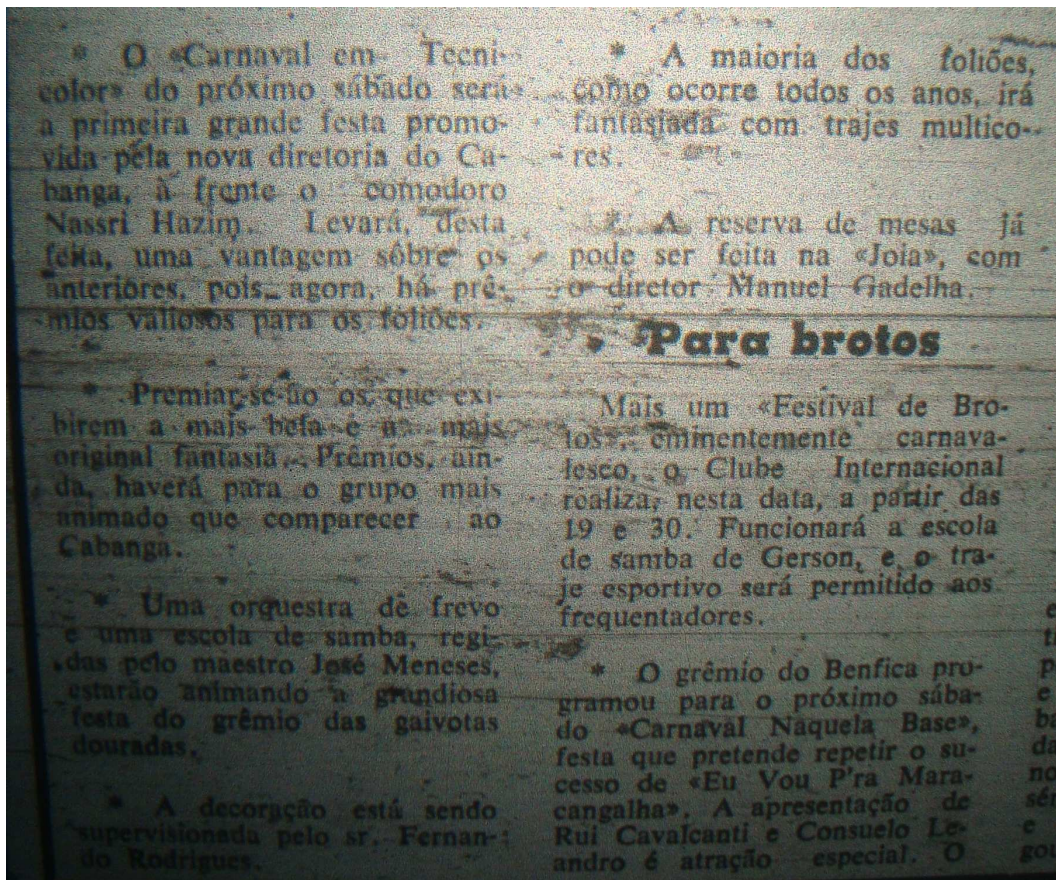 * O «Carnaval em Tecni-
color» do próximo sábado será
a primeira grande festa promo-
vida pela nova diretoria do Ca-
banga, à frente o comodoro
Nassri Hazim. Levará, desta
feita, uma vantagem sôbre os
anteriores, pois, agora, há prê-
mios valiosos para os foliões.
* Premiar-se-ão os que exi-
birem a mais bela e a mais
original fantasia. Prêmios, ain-
da, haverá para o grupo mais
animado que comparecer ao
Cabanga.
* Uma orquestra de frevo
e uma escola de samba, regi-
das pelo maestro José Meneses,
estarão animando a grandiosa
festa do grêmio das gaivotas
douradas.
* A decoração está sendo
supervisionada pelo sr. Fernan-
do Rodrigues.
* A maioria dos foliões,
como ocorre todos os anos, irá
fantasiada com trajes multico-
res.
* A reserva de mesas já
pode ser feita na «Joia», com
o diretor Manuel Gadelha.
Para brotos
Mais um «Festival de Bro-
tos», eminentemente carnava-
lesco, o Clube Internacional
realiza, nesta data, a partir das
19 e 30. Funcionará a escola
de samba de Gerson, e o tra-
je esportivo será permitido aos
frequentadores.
* O grêmio do Benfica pro-
gramou para o próximo sába-
do «Carnaval Naquela Base»,
festa que pretende repetir o su-
cesso de «Eu Vou P'ra Mara-
cangalha». A apresentação de
Rui Cavalcanti e Consuelo Le-
andro é atração especial. O